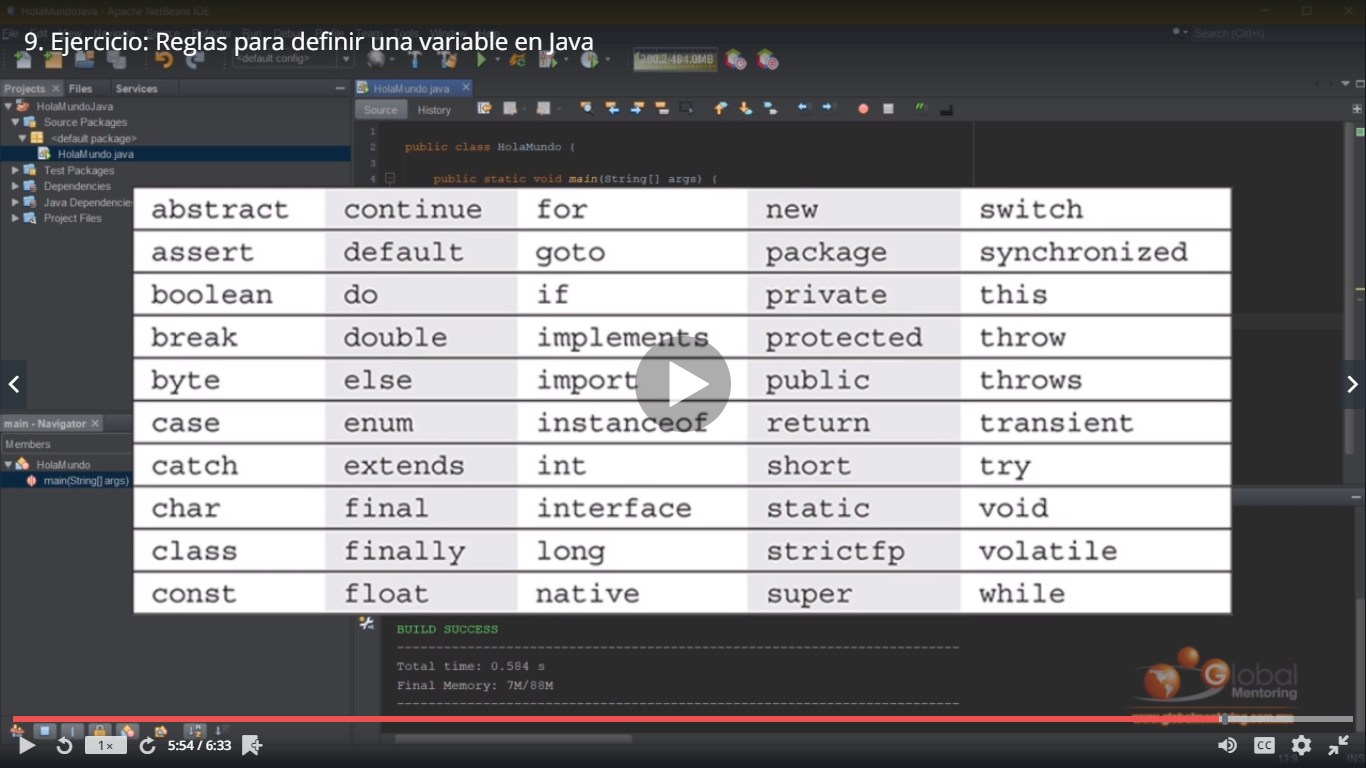 HolaMundoJava - Apache NetBeans IDE
9. Ejercicio: Reglas para definir una variable en Java
Search (Ctrl+I)
<default config>
280.2/484.0MB
Projects Files Services
HolaMundo.java
Source History
HolaMundoJava
Source Packages
<default package>
HolaMundo.java
Test Packages
Dependencies
Java Dependencie
Project Files
1
2 public class HolaMundo {
3
4 public static void main(String[] args) {
abstract continue for new switch
assert default goto package synchronized
boolean do if private this
break double implements protected throw
byte else import public throws
case enum instanceof return transient
catch extends int short try
char final interface static void
class finally long strictfp volatile
const float native super while
main - Navigator
Members
HolaMundo
main(String[] args)
BUILD SUCCESS
------------------------------------------------------------------------
Total time: 0.584 s
Final Memory: 7M/88M
------------------------------------------------------------------------
Global
Mentoring
www.globalmentoring.com.mx
1× 5:54 / 6:33 CC
INS